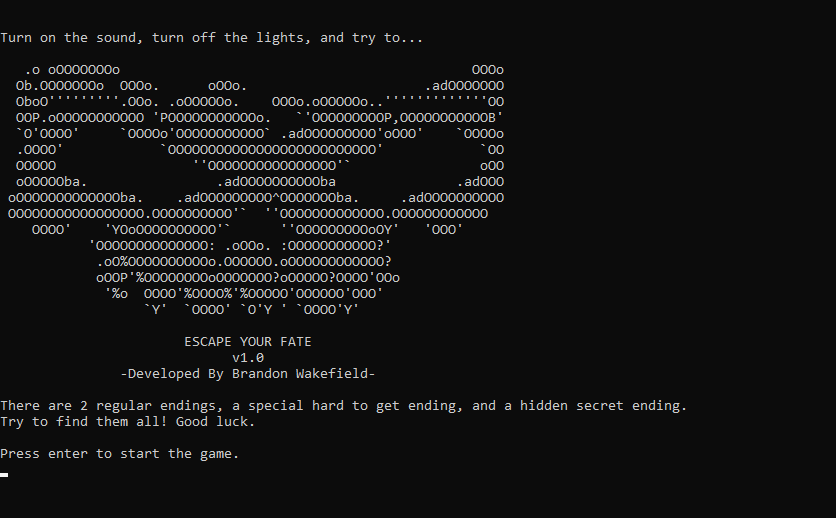 Turn on the sound, turn off the lights, and try to...
ESCAPE YOUR FATE
v1.0
-Developed By Brandon Wakefield-
There are 2 regular endings, a special hard to get ending, and a hidden secret ending.
Try to find them all! Good luck.
Press enter to start the game.